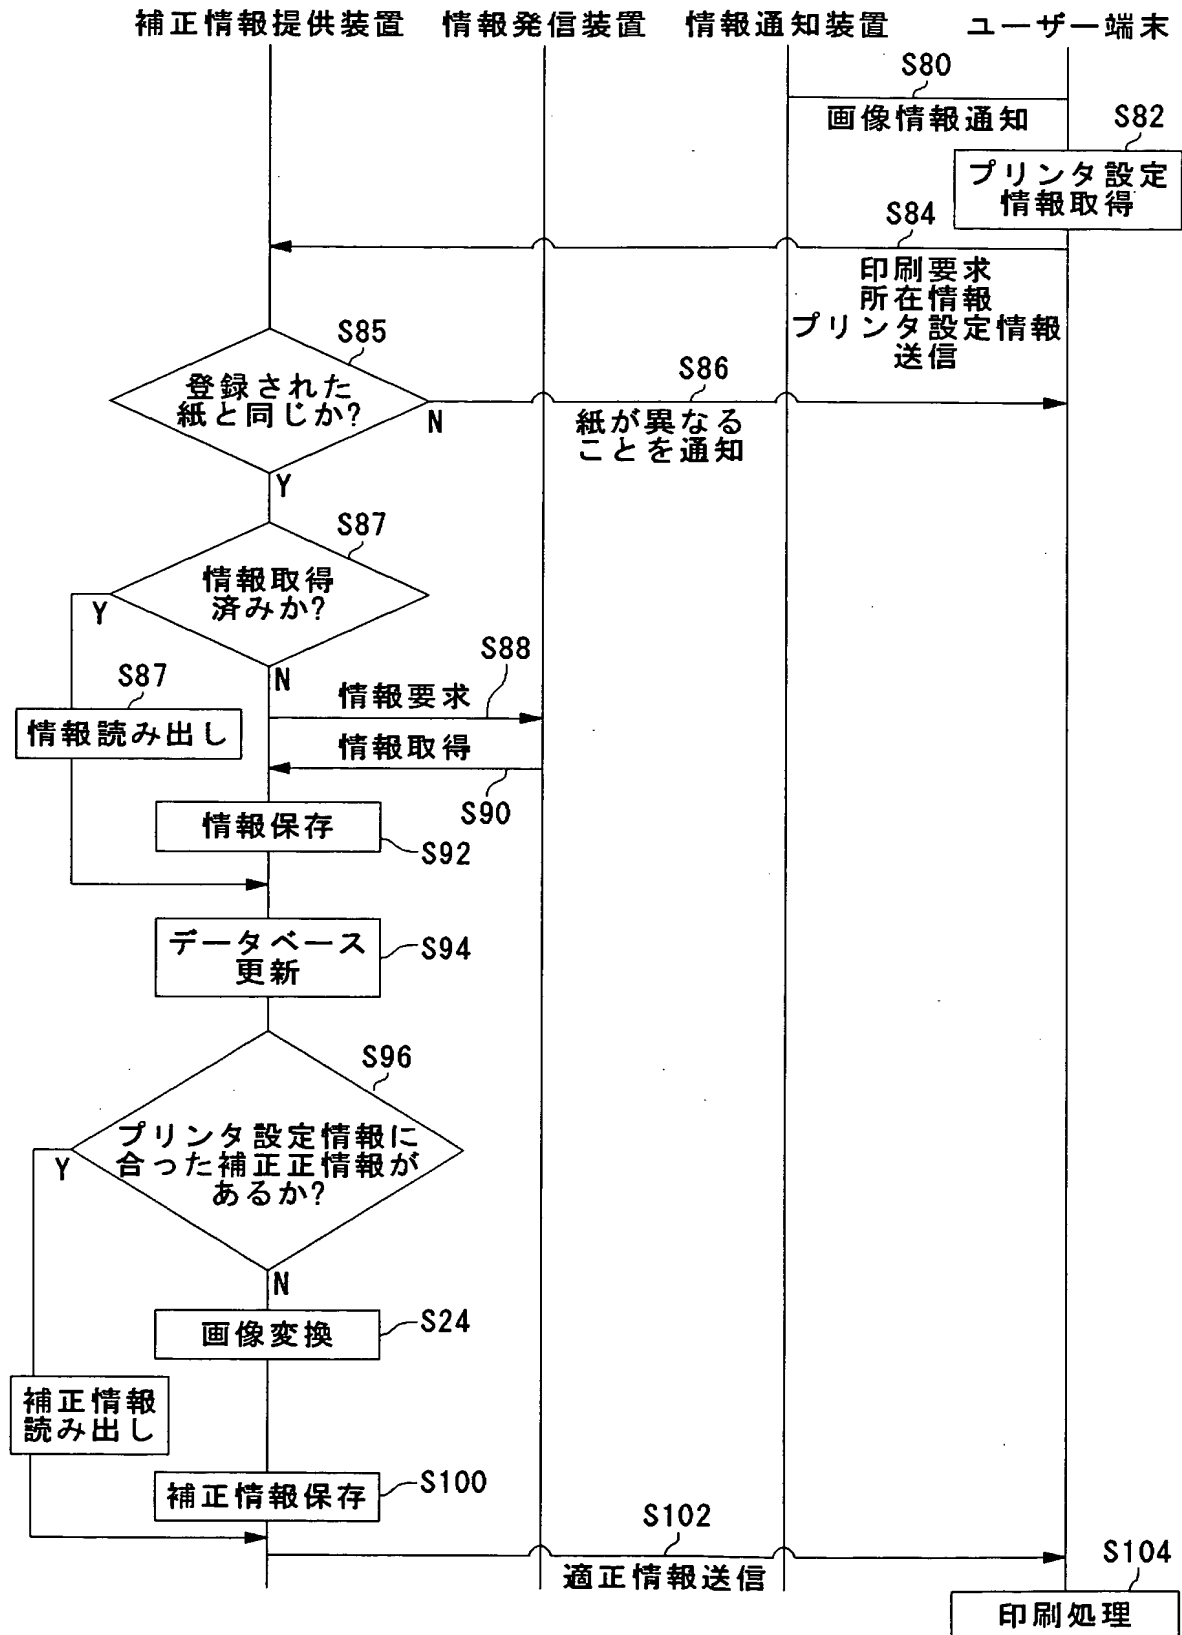 補正情報提供装置 情報発信装置 情報通知装置 ユーザー端末
S80
画像情報通知
S82
プリンタ設定
情報取得
S84
印刷要求
所在情報
プリンタ設定情報
送信
S85
登録された
紙と同じか?
N
Y
S86
紙が異なる
ことを通知
S87
情報取得
済みか?
Y
N
S87
情報読み出し
S88
情報要求
情報取得
S90
情報保存
S92
データベース
更新
S94
S96
プリンタ設定情報に
合った補正正情報が
あるか?
Y
N
画像変換
S24
補正情報
読み出し
補正情報保存
S100
S102
適正情報送信
S104
印刷処理